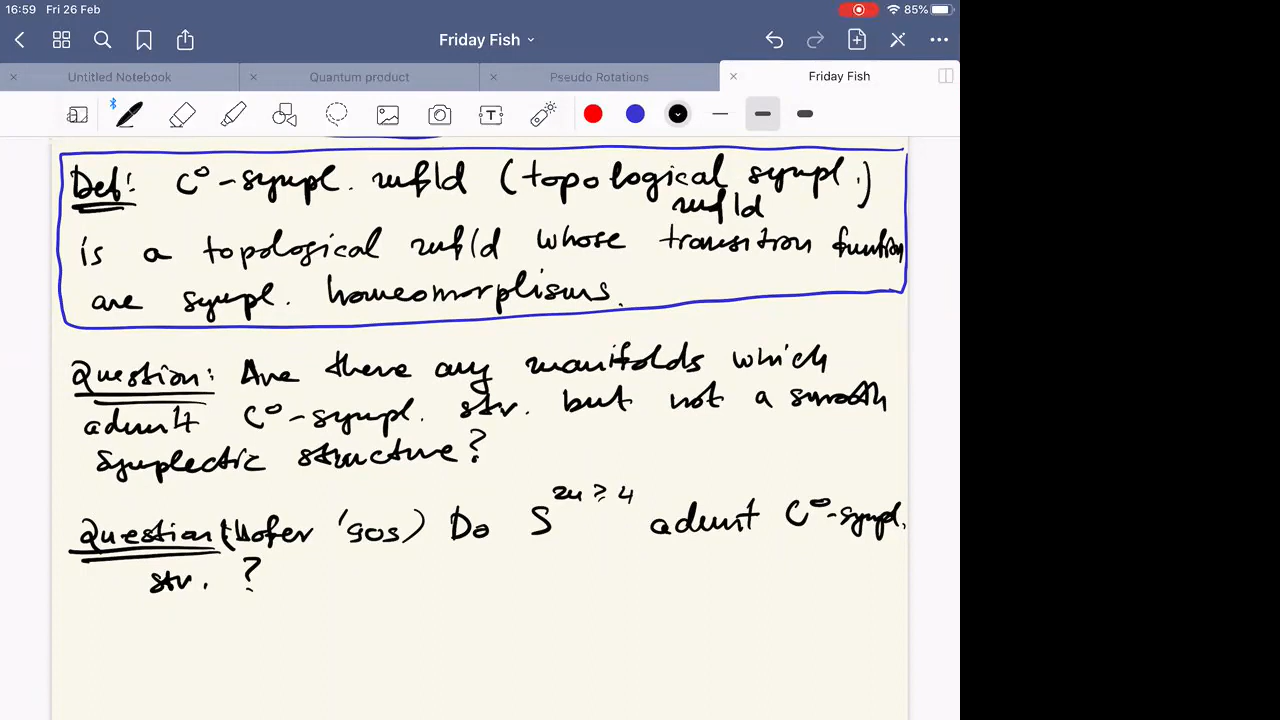 16:59 Fri 26 Feb
85%
Friday Fish
Untitled Notebook
Quantum product
Pseudo Rotations
Friday Fish
Def: C⁰-sympl. mfld (topological sympl.)
mfld
is a topological mfld whose transition function
are sympl. homeomorphisms.
Question: Are there any manifolds which
admit C⁰-sympl. str. but not a smooth
symplectic structure?
Question (Hofer '90s) Do S²ⁿ ≥ ⁴ admit C⁰-sympl.
str. ?